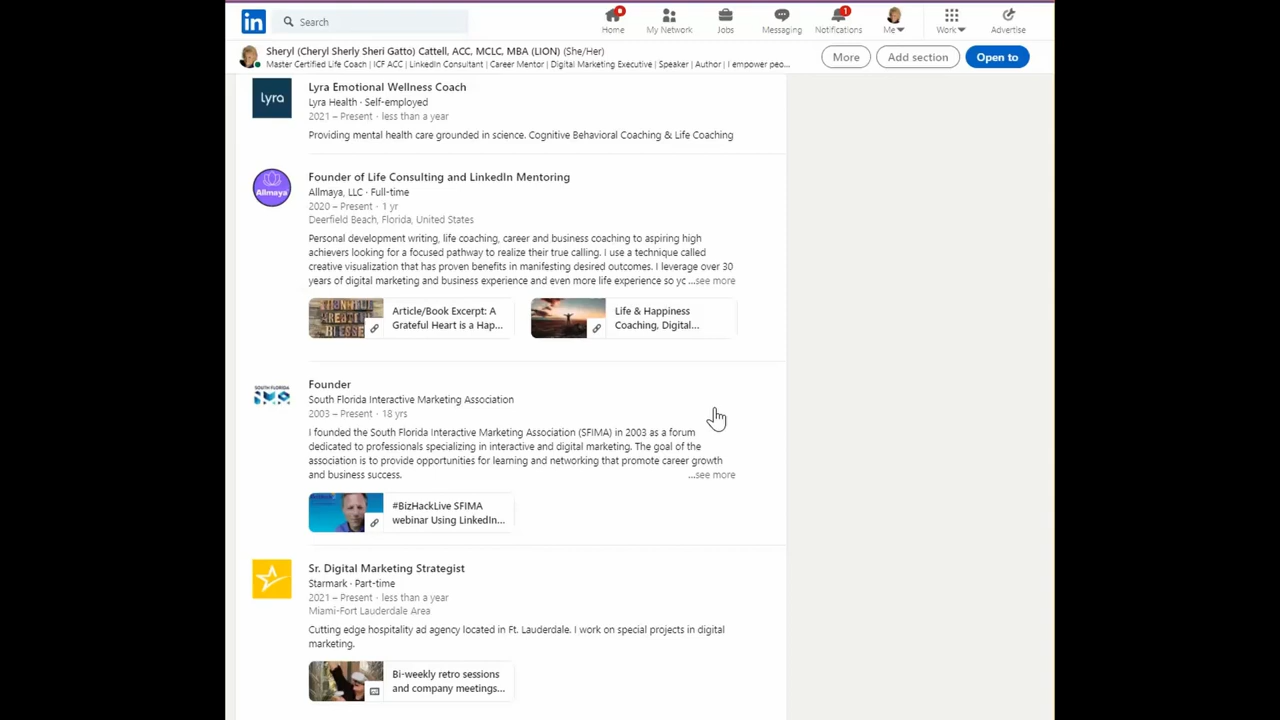 in
Search
Home
My Network
Jobs
Messaging
1
Notifications
Me
Work
Advertise
Sheryl (Cheryl Sherly Sheri Gatto) Cattell, ACC, MCLC, MBA (LION) (She/Her)
Master Certified Life Coach | ICF ACC | LinkedIn Consultant | Career Mentor | Digital Marketing Executive | Speaker | Author | I empower peo...
More
Add section
Open to
Lyra
Lyra Emotional Wellness Coach
Lyra Health · Self-employed
2021 – Present · less than a year
Providing mental health care grounded in science. Cognitive Behavioral Coaching & Life Coaching
Allmaya
Founder of Life Consulting and LinkedIn Mentoring
Allmaya, LLC · Full-time
2020 – Present · 1 yr
Deerfield Beach, Florida, United States
Personal development writing, life coaching, career and business coaching to aspiring high
achievers looking for a focused pathway to realize their true calling. I use a technique called
creative visualization that has proven benefits in manifesting desired outcomes. I leverage over 30
years of digital marketing and business experience and even more life experience so yc ...see more
THANKFUL
GRATEFUL
BLESSE
Article/Book Excerpt: A
Grateful Heart is a Hap...
Life & Happiness
Coaching, Digital...
SOUTH FLORIDA
Founder
South Florida Interactive Marketing Association
2003 – Present · 18 yrs
I founded the South Florida Interactive Marketing Association (SFIMA) in 2003 as a forum
dedicated to professionals specializing in interactive and digital marketing. The goal of the
association is to provide opportunities for learning and networking that promote career growth
and business success. ...see more
#BizHackLive SFIMA
webinar Using LinkedIn...
Sr. Digital Marketing Strategist
Starmark · Part-time
2021 – Present · less than a year
Miami-Fort Lauderdale Area
Cutting edge hospitality ad agency located in Ft. Lauderdale. I work on special projects in digital
marketing.
Bi-weekly retro sessions
and company meetings...